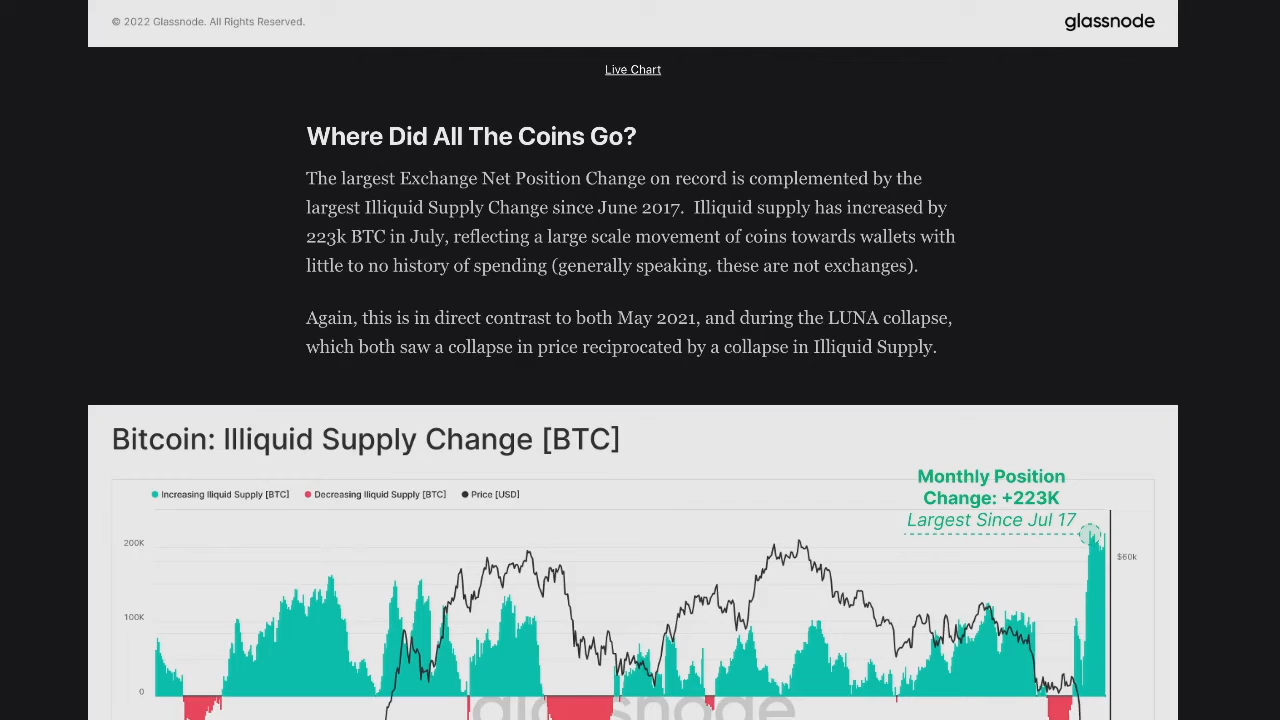 © 2022 Glassnode. All Rights Reserved.
glassnode
Live Chart
Where Did All The Coins Go?
The largest Exchange Net Position Change on record is complemented by the
largest Illiquid Supply Change since June 2017.  Illiquid supply has increased by
223k BTC in July, reflecting a large scale movement of coins towards wallets with
little to no history of spending (generally speaking. these are not exchanges).
Again, this is in direct contrast to both May 2021, and during the LUNA collapse,
which both saw a collapse in price reciprocated by a collapse in Illiquid Supply.
Bitcoin: Illiquid Supply Change [BTC]
Monthly Position
Change: +223K
Largest Since Jul 17
Increasing Iliquid Supply [BTC]
Decreasing Iliquid Supply [BTC]
Price [USD]
200K
$60k
100K
0
glassnode